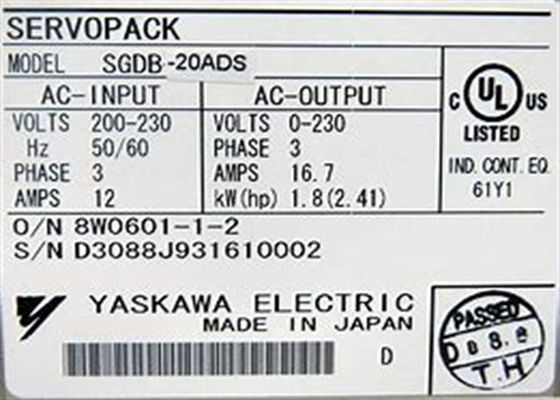 SERVOPACK
MODEL SGDB-20ADS
AC-INPUT
VOLTS 200-230
Hz 50/60
PHASE 3
AMPS 12
AC-OUTPUT
VOLTS 0-230
PHASE 3
AMPS 16.7
kW(hp) 1.8(2.41)
C UL US
LISTED
IND. CONT. EQ.
61Y1
O/N 8W0601-1-2
S/N D3088J931610002
YASKAWA ELECTRIC
MADE IN JAPAN
D
PASSED
T.H